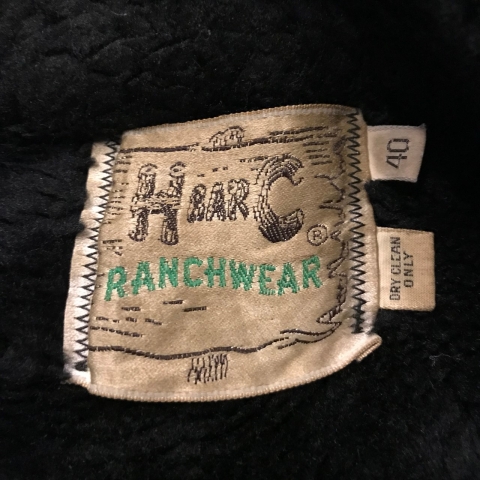 H BAR C
®
RANCHWEAR
40
DRY CLEAN
ONLY